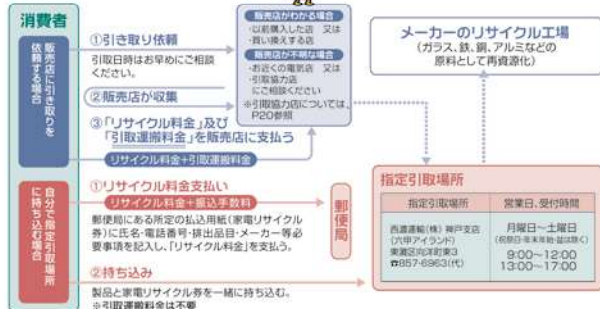 消費者
販売店に引き取りを
依頼する場合
①引き取り依頼
引取日時はお早めにご相談
ください。
②販売店が収集
③「リサイクル料金」及び
「引取運搬料金」を販売店に支払う
リサイクル料金+引取運搬料金
販売店がわかる場合
・以前購入した店 又は
・買い換えする店
販売店が不明な場合
・お近くの電気店 又は
・引取協力店
にご相談ください
※引取協力店については、
P20参照
メーカーのリサイクル工場
(ガラス、鉄、銅、アルミなどの
原料として再資源化)
自分で指定引取場所
に持ち込む場合
①リサイクル料金支払い
リサイクル料金+振込手数料
郵便局にある所定の払込用紙(家電リサイクル
券)に氏名・電話番号・排出品目・メーカー等必
要事項を記入し、「リサイクル料金」を支払う。
郵便局
②持ち込み
製品と家電リサイクル券を一緒に持ち込む。
※引取運搬料金は不要
指定引取場所
指定引取場所
営業日、受付時間
西濃運輸(株) 神戸支店
(六甲アイランド)
東灘区向洋町東3
☎857-6963(代)
月曜日〜土曜日
(祝祭日・年末年始・盆は除く)
9:00〜12:00
13:00〜17:00